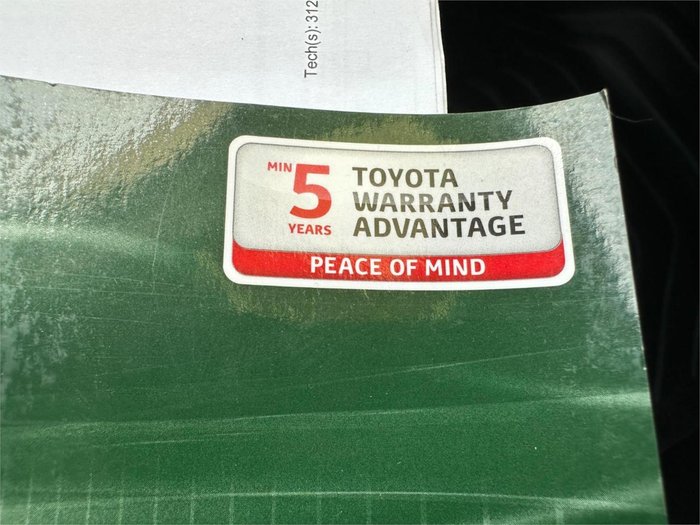 Tech(s): 312
MIN
5
YEARS
TOYOTA
WARRANTY
ADVANTAGE
PEACE OF MIND